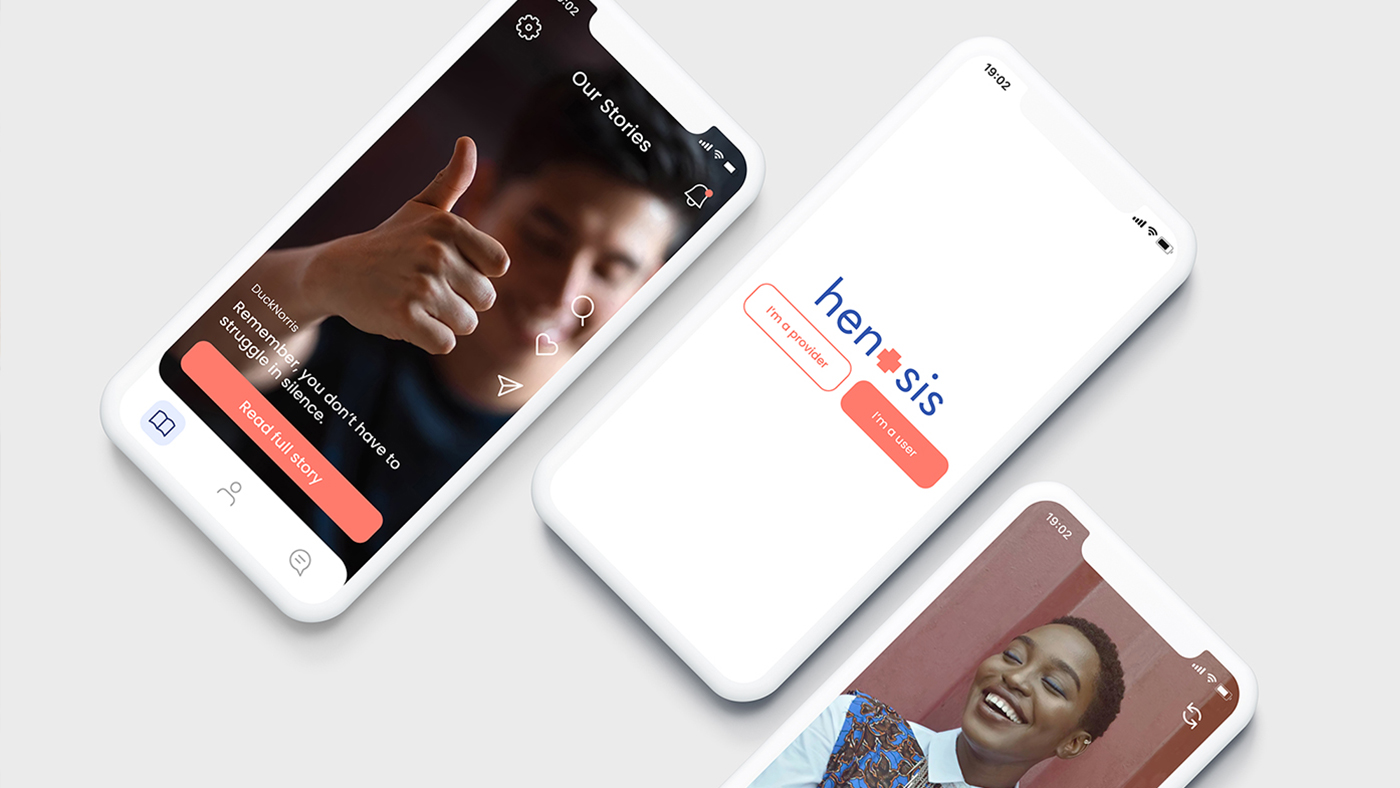 :02
Our Stories
DuckNorris
Remember, you don't have to
struggle in silence.
Read full story
19:02
hen sis
I'm a provider
I'm a user
19:02